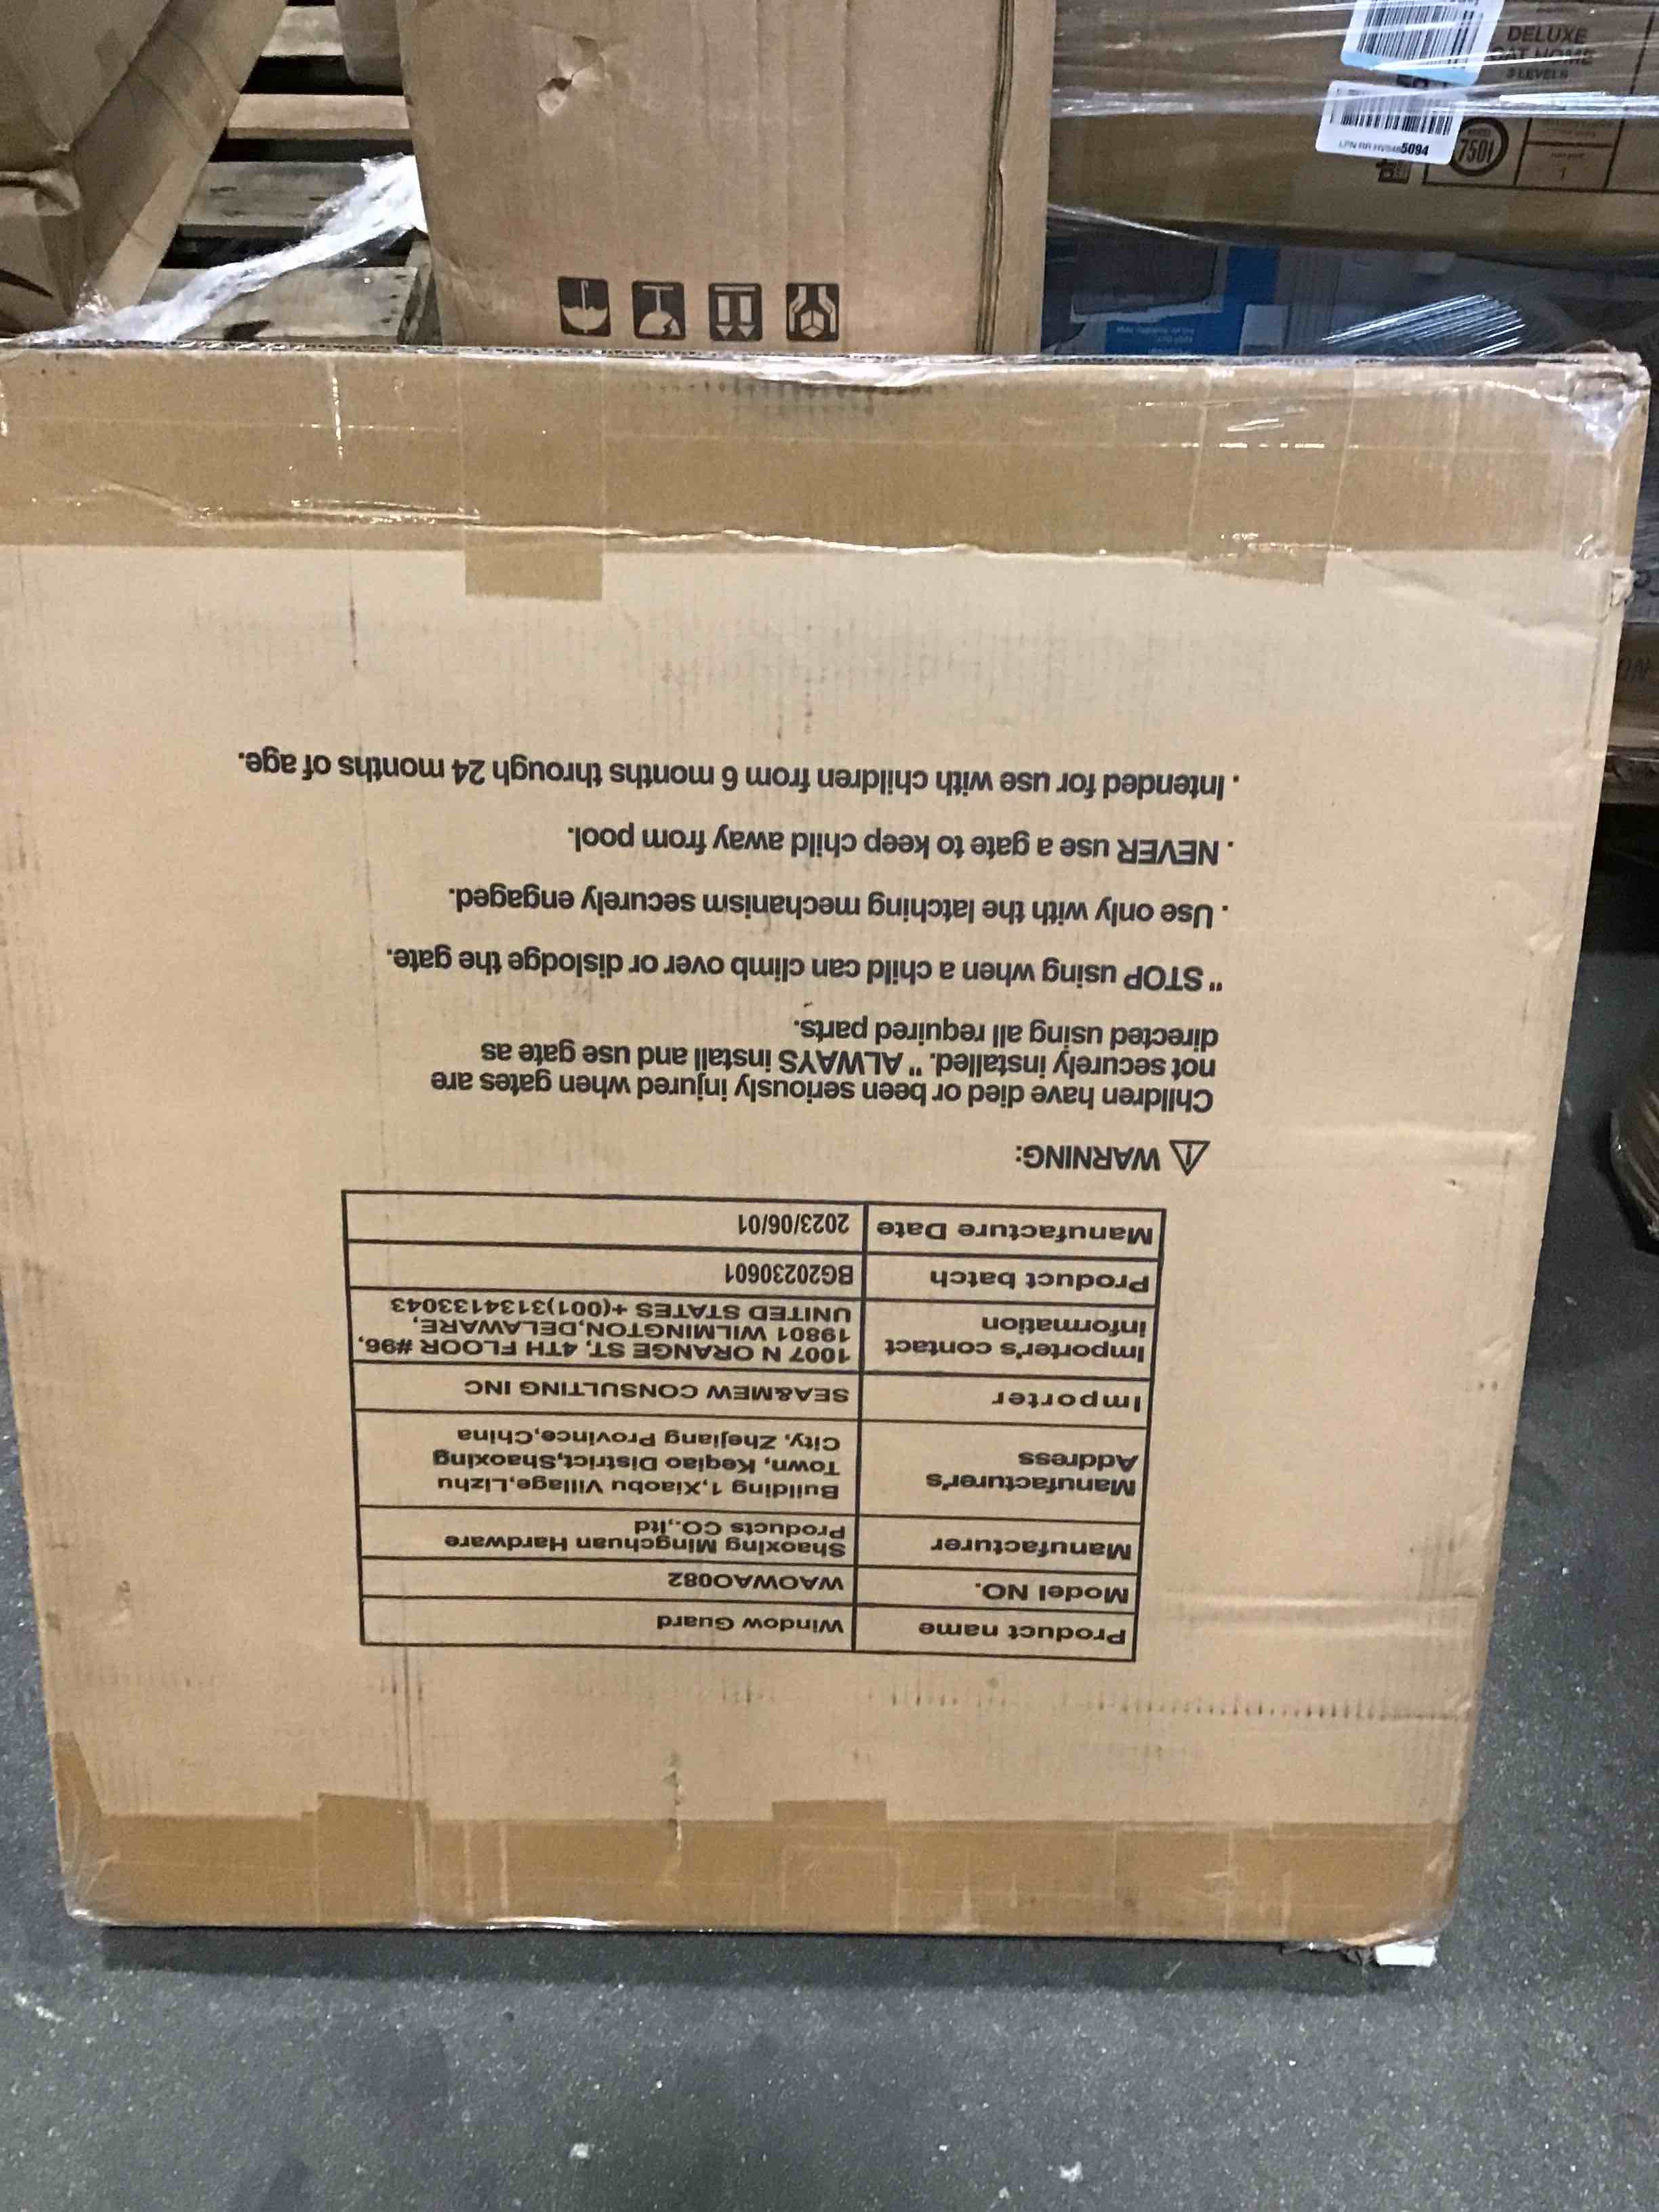 Product name Window Guard
Model NO. WAOWAO082
Manufacturer Shaoxing Mingchuan Hardware
Products CO.,ltd
Manufacturer's
Address
Building 1,Xiaobu Village,Lizhu
Town, Keqiao District,Shaoxing
City, Zhejiang Province,China
Importer SEA&MEW CONSULTING INC
Importer's contact
Information
1007 N ORANGE ST, 4TH FLOOR #96,
19801 WILMINGTON,DELAWARE,
UNITED STATES +(001)3134133043
Product batch BG20230601
Manufacture Date 2023/06/01
WARNING:
Children have died or been seriously injured when gates are
not securely installed. " ALWAYS install and use gate as
directed using all required parts.
" STOP using when a child can climb over or dislodge the gate.
. Use only with the latching mechanism securely engaged.
. NEVER use a gate to keep child away from pool.
. Intended for use with children from 6 months through 24 months of age.
DELUXE
CAT HOME
3 LEVELS
5094
7501
1